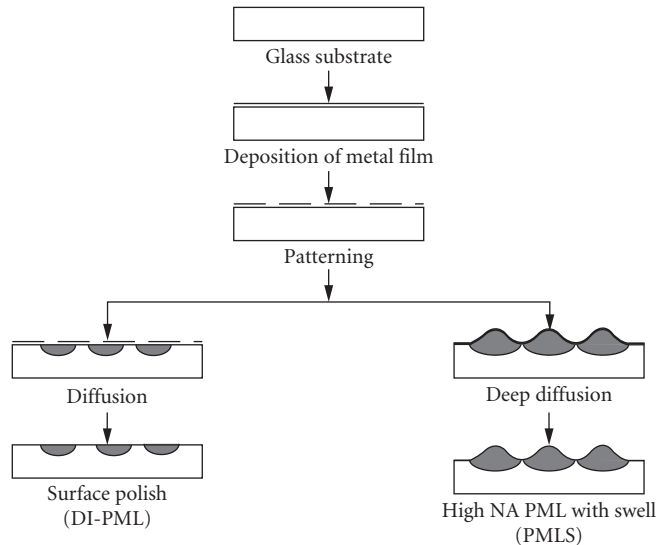 Glass substrate
Deposition of metal film
Patterning
Diffusion
Deep diffusion
Surface polish
(DI-PML)
High NA PML with swell
(PMLS)